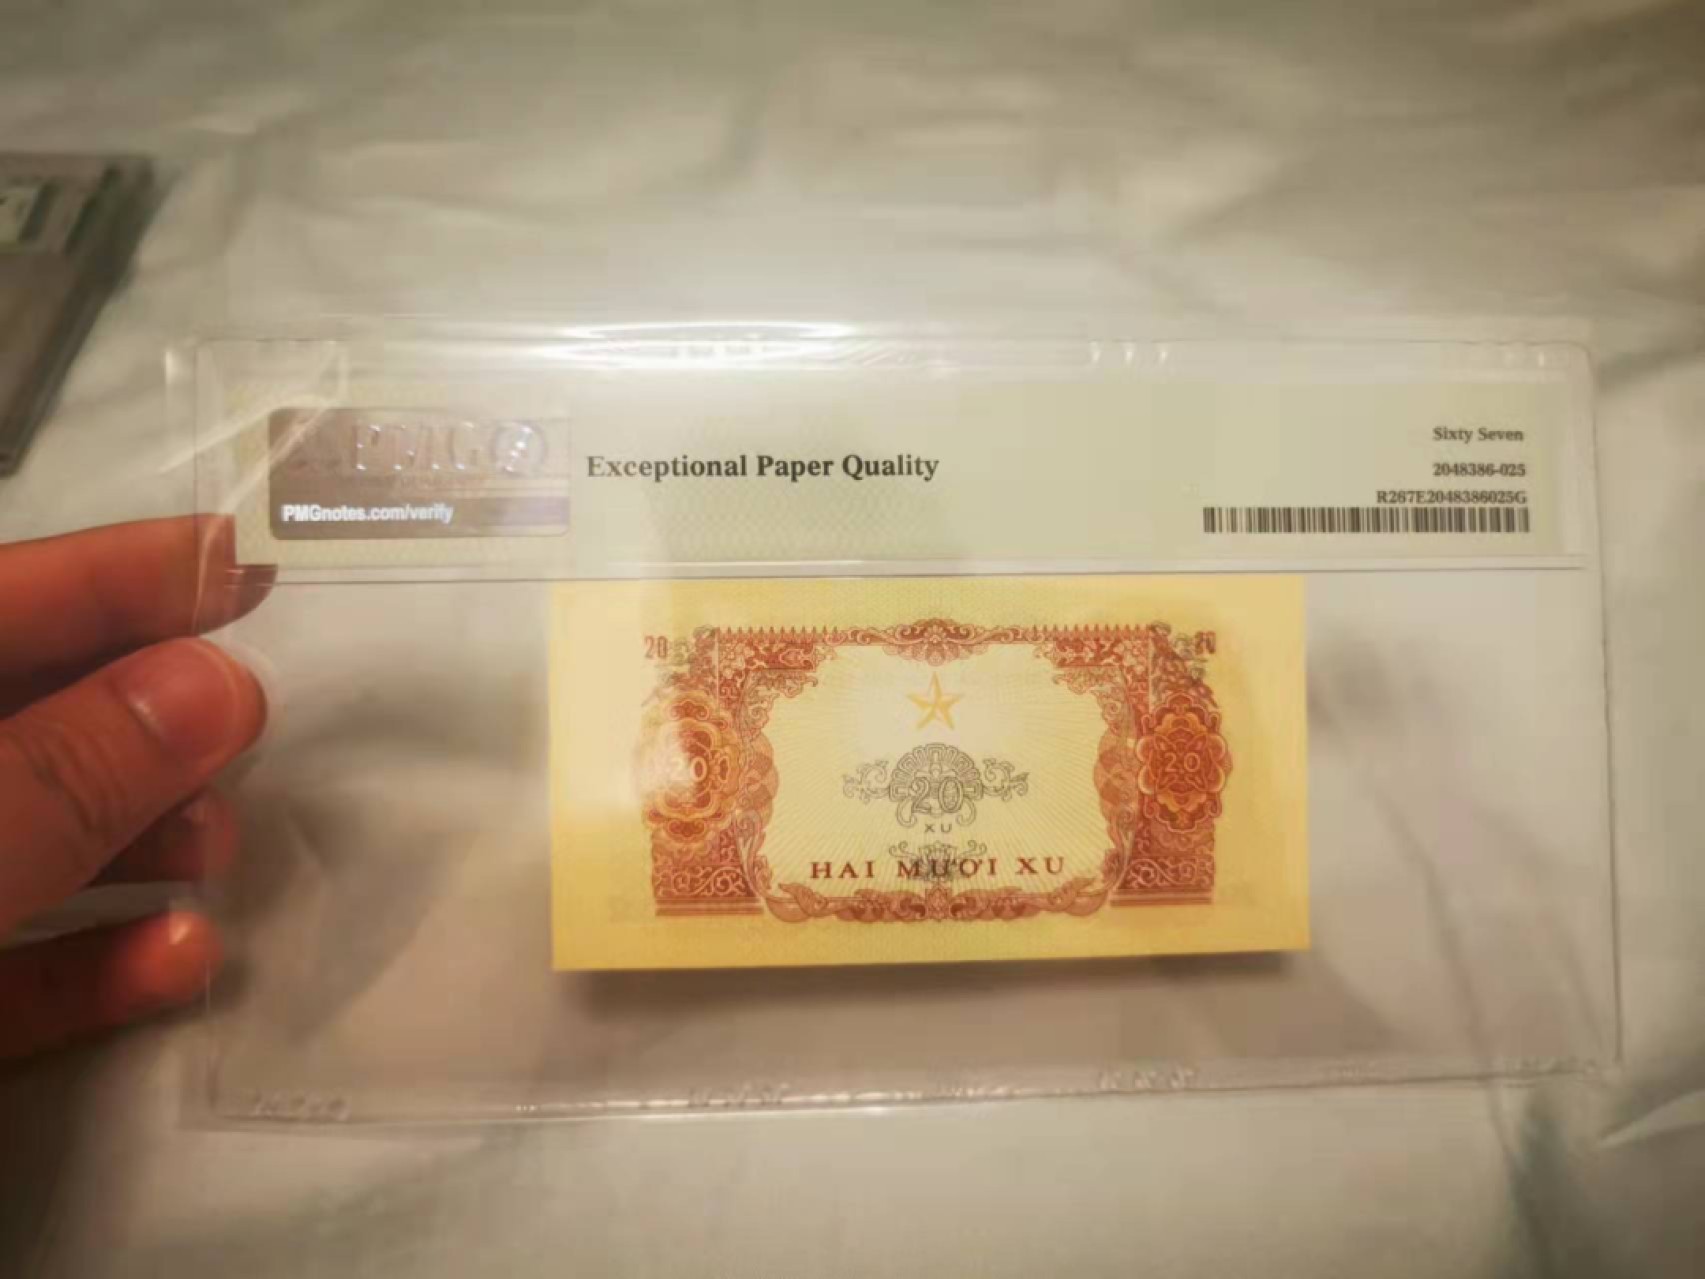 PMG
PMGnotes.com/verify
Exceptional Paper Quality
Sixty Seven
2048386-025
R267E2048386025G
20
20
20
20
20
XU
HAI MƯƠI XU